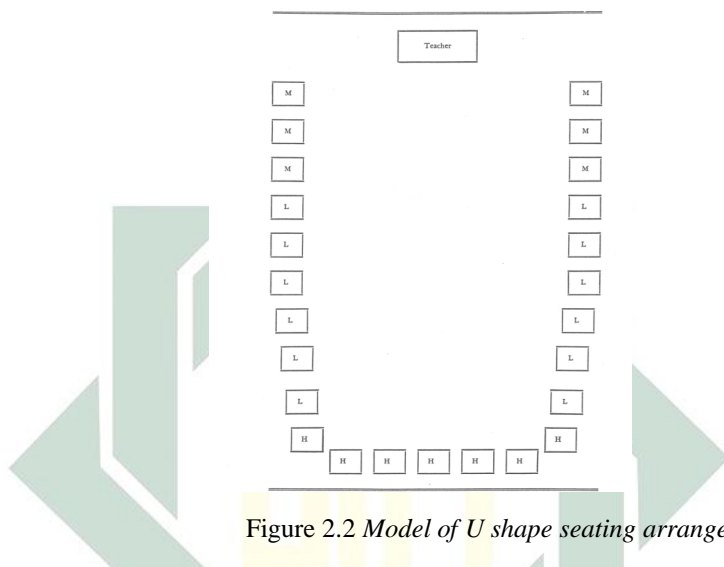 Teacher
M M
M M
M M
L L
L L
L L
L L
L L
L L
H H
H H H H H
Figure 2.2 Model of U shape seating arrange